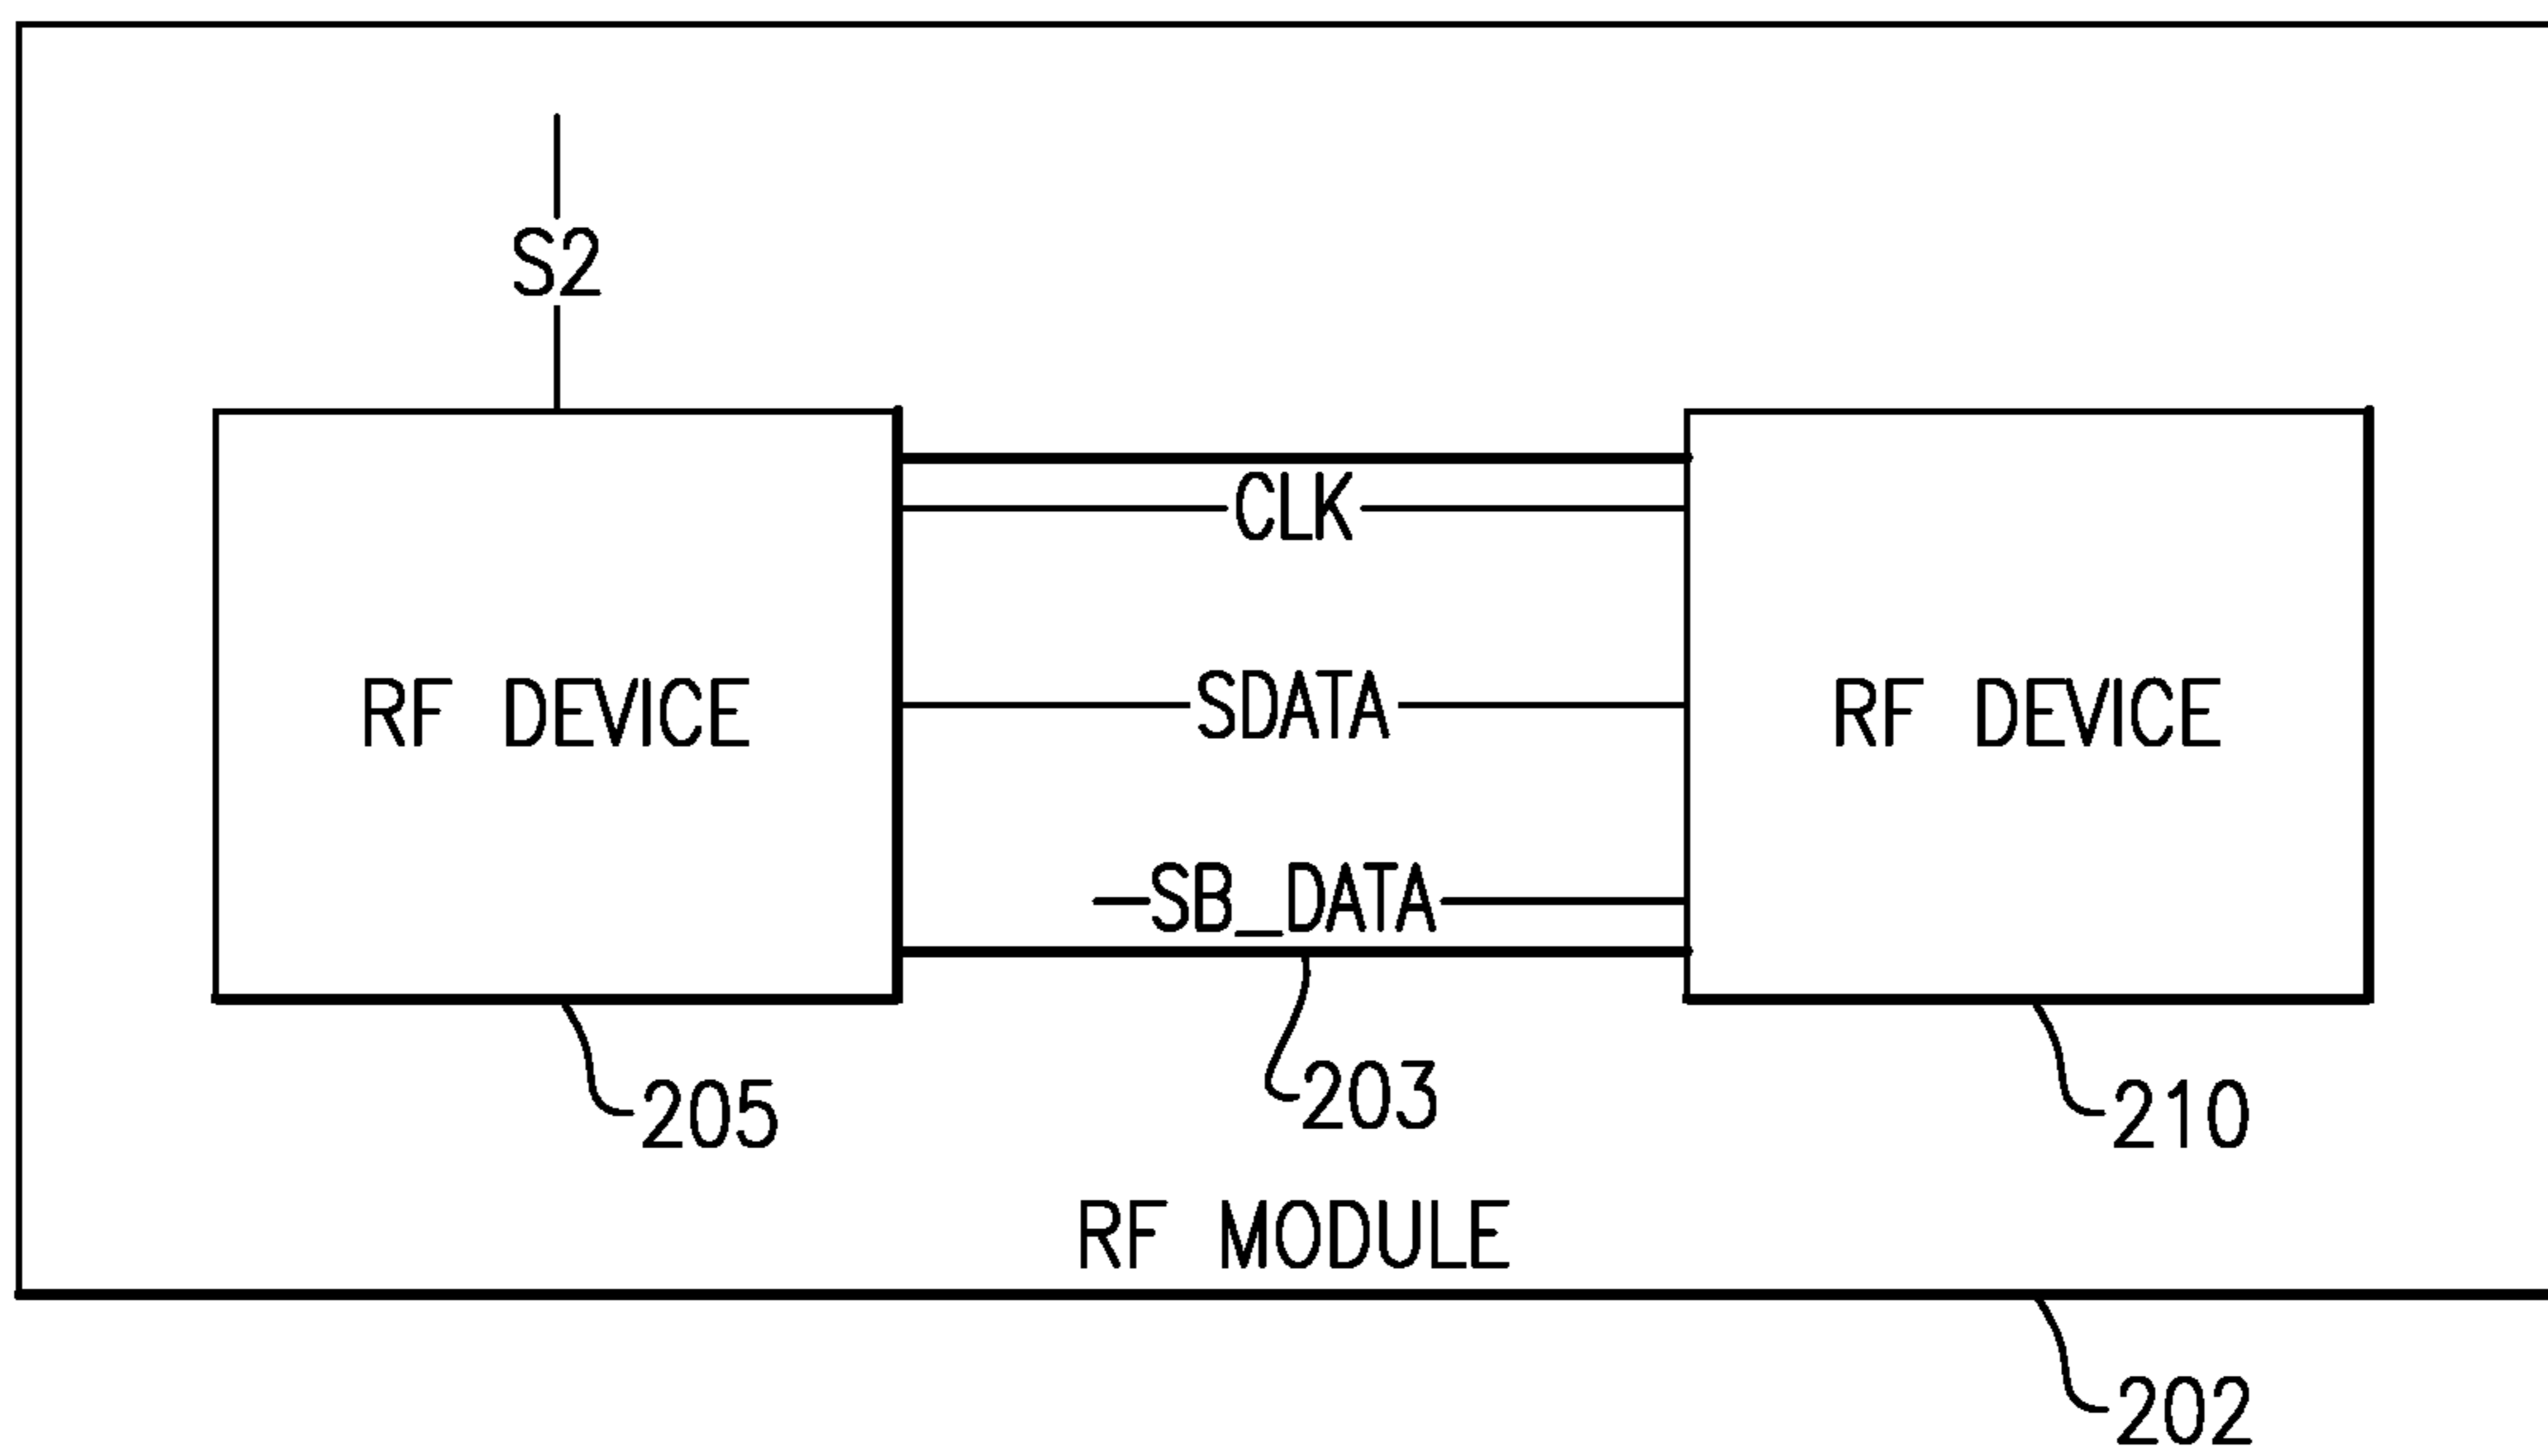 S2
CLK
RF DEVICE
SDATA
RF DEVICE
SB_DATA
205
203
210
RF MODULE
202